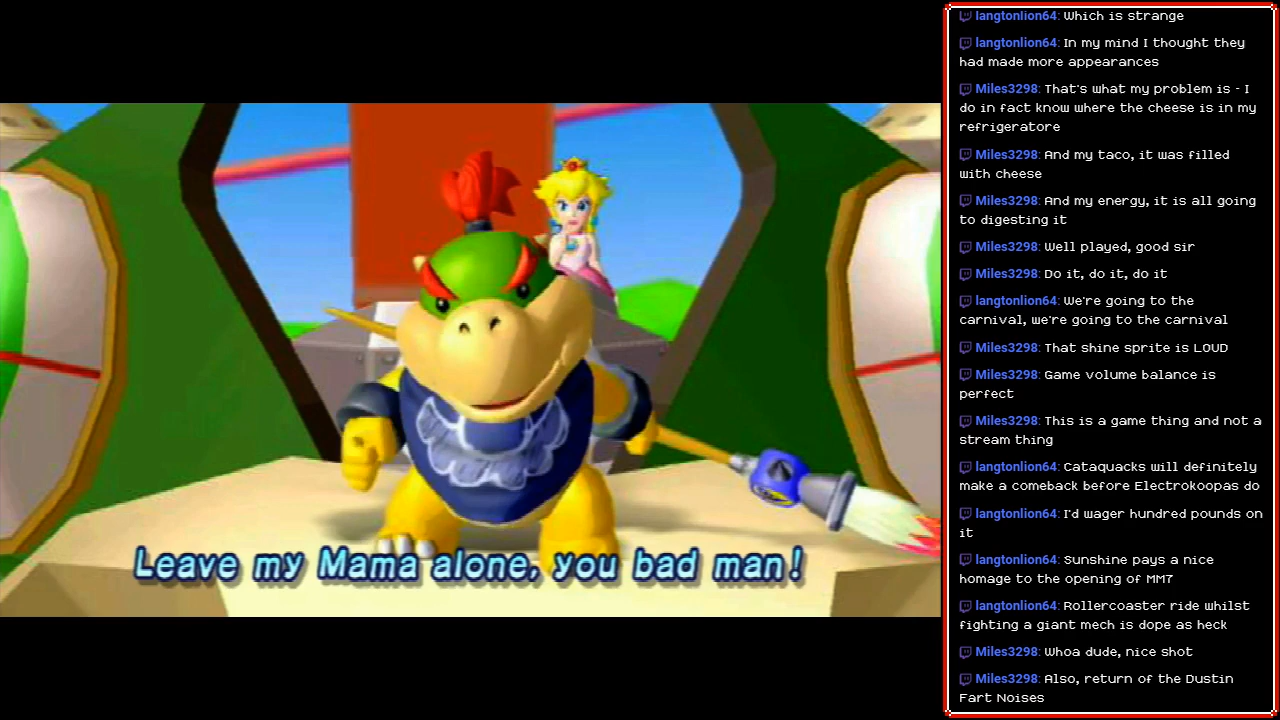 langtonlion64: Which is strange
langtonlion64: In my mind I thought they
had made more appearances
Miles3298: That's what my problem is - I
do in fact know where the cheese is in my
refrigeratore
Miles3298: And my taco, it was filled
with cheese
Miles3298: And my energy, it is all going
to digesting it
Miles3298: Well played, good sir
Miles3298: Do it, do it, do it
langtonlion64: We're going to the
carnival, we're going to the carnival
Miles3298: That shine sprite is LOUD
Miles3298: Game volume balance is
perfect
Miles3298: This is a game thing and not a
stream thing
langtonlion64: Cataquacks will definitely
make a comeback before Electrokoopas do
langtonlion64: I'd wager hundred pounds on
it
langtonlion64: Sunshine pays a nice
homage to the opening of MM7
langtonlion64: Rollercoaster ride whilst
fighting a giant mech is dope as heck
Miles3298: Whoa dude, nice shot
Miles3298: Also, return of the Dustin
Fart Noises
Leave my Mama alone, you bad man!